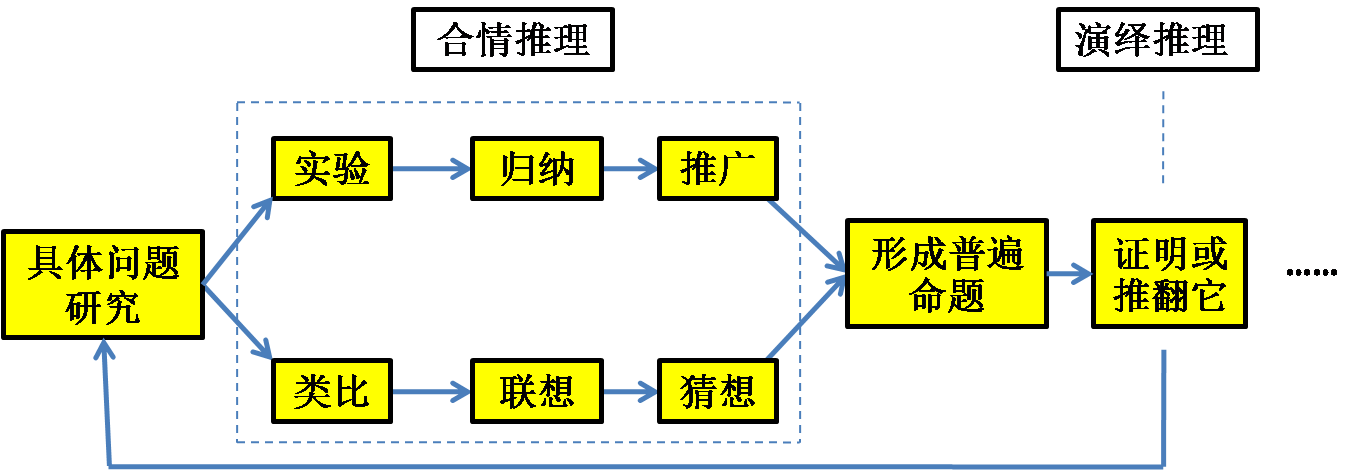 合情推理
演绎推理
实验
归纳
推广
具体问题
研究
形成普遍
命题
证明或
推翻它
……
类比
联想
猜想